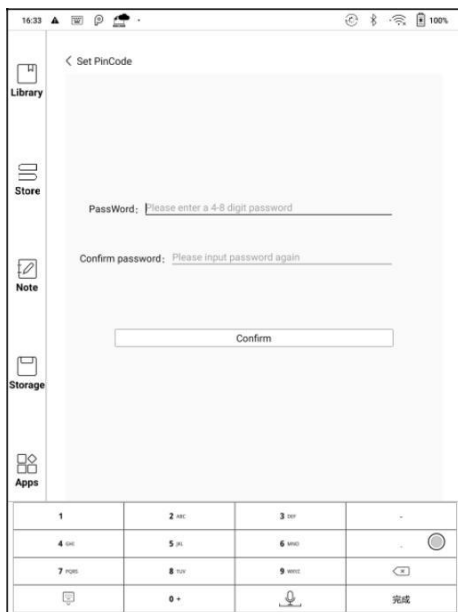 16:33 100%
Set PinCode
Library
Store
PassWord: Please enter a 4-8 digit password
Confirm password: Please input password again
Note
Confirm
Storage
Apps
1 2 ABC 3 DEF -
4 GHI 5 JKL 6 MNO .
7 PQRS 8 TUV 9 WXYZ
0 + 完成